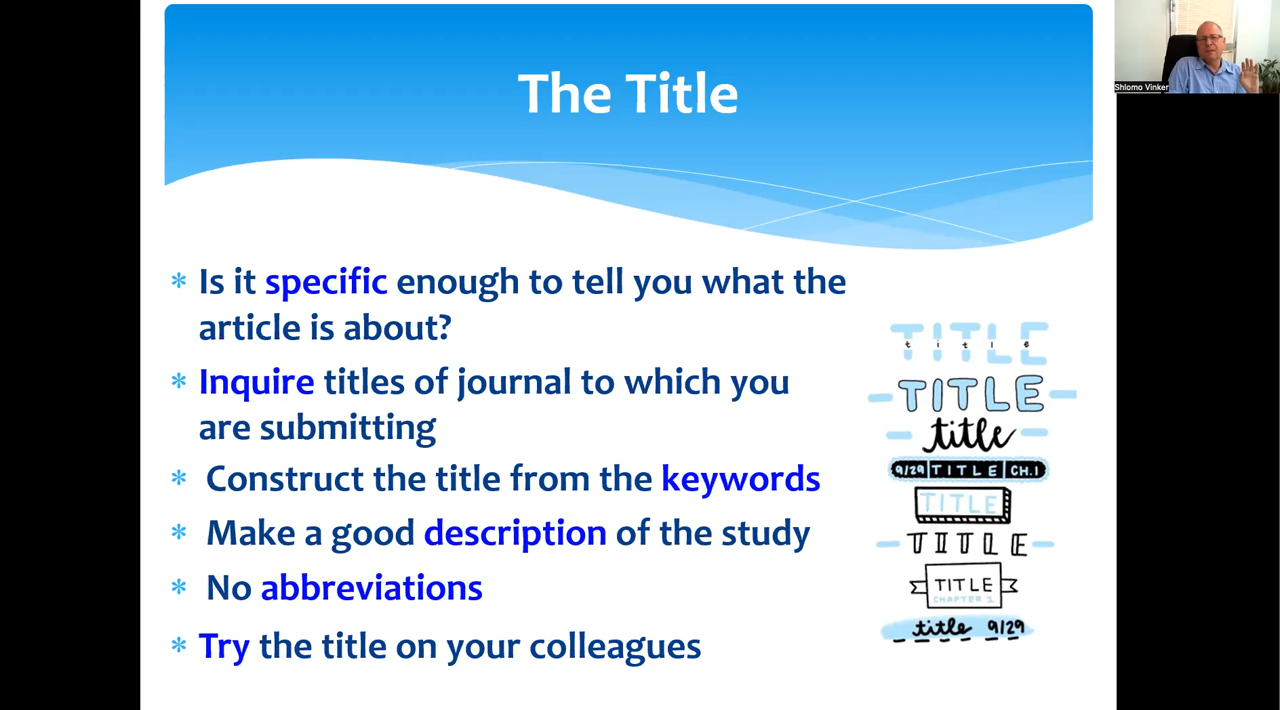 The Title
Shlomo Vinker
* Is it specific enough to tell you what the
article is about?
* Inquire titles of journal to which you
are submitting
* Construct the title from the keywords
* Make a good description of the study
* No abbreviations
* Try the title on your colleagues
TITLE
t i t l e
TITLE
title
9/29 TITLE CH.1
TITLE
TITLE
TITLE
CHAPTER 1
title 9/29